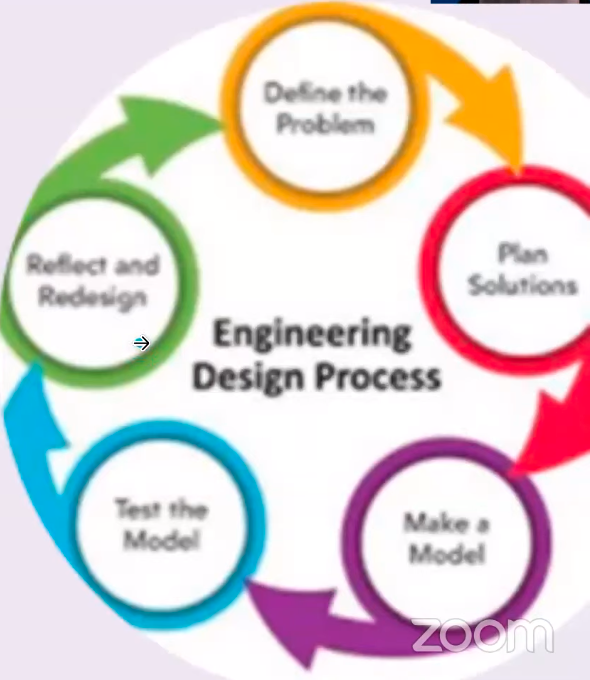 Define the
Problem
Plan
Solutions
Reflect and
Redesign
Engineering
Design Process
Test the
Model
Make a
Model
zoom